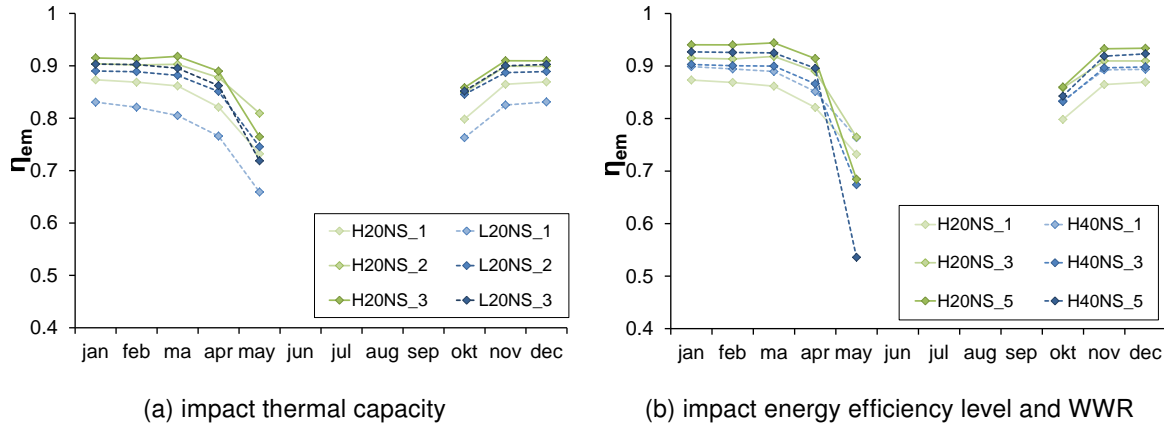 1
0.9
0.8
0.7
0.6
0.5
0.4
ηem
H20NS_1 L20NS_1
H20NS_2 L20NS_2
H20NS_3 L20NS_3
jan feb ma apr may jun jul aug sep okt nov dec
(a) impact thermal capacity
1
0.9
0.8
0.7
0.6
0.5
0.4
ηem
H20NS_1 H40NS_1
H20NS_3 H40NS_3
H20NS_5 H40NS_5
jan feb ma apr may jun jul aug sep okt nov dec
(b) impact energy efficiency level and WWR